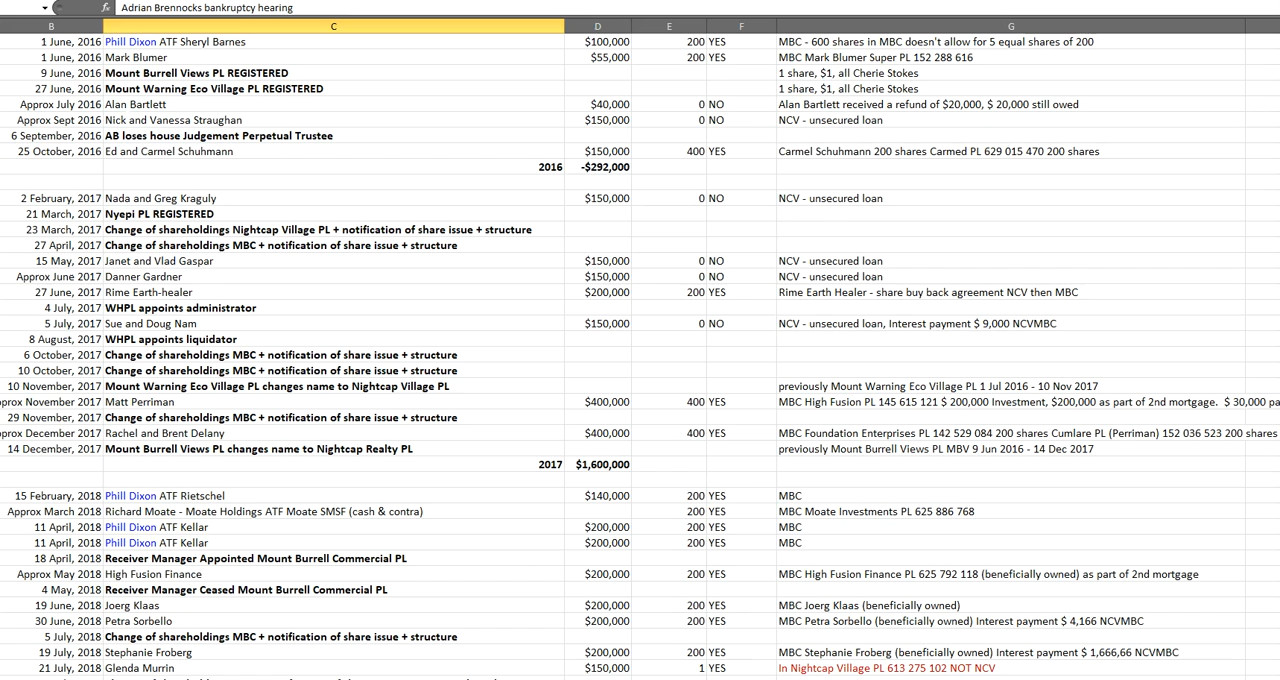 fx Adrian Brennocks bankruptcy hearing
B C D E F G
1 June, 2016 Phill Dixon ATF Sheryl Barnes $100,000 200 YES MBC - 600 shares in MBC doesn't allow for 5 equal shares of 200
1 June, 2016 Mark Blumer $55,000 200 YES MBC Mark Blumer Super PL 152 288 616
9 June, 2016 Mount Burrell Views PL REGISTERED 1 share, $1, all Cherie Stokes
27 June, 2016 Mount Warning Eco Village PL REGISTERED 1 share, $1, all Cherie Stokes
Approx July 2016 Alan Bartlett $40,000 0 NO Alan Bartlett received a refund of $20,000, $ 20,000 still owed
Approx Sept 2016 Nick and Vanessa Straughan $150,000 0 NO NCV - unsecured loan
6 September, 2016 AB loses house Judgement Perpetual Trustee
25 October, 2016 Ed and Carmel Schuhmann $150,000 400 YES Carmel Schuhmann 200 shares Carmed PL 629 015 470 200 shares
2016 -$292,000
2 February, 2017 Nada and Greg Kraguly $150,000 0 NO NCV - unsecured loan
21 March, 2017 Nyepi PL REGISTERED
23 March, 2017 Change of shareholdings Nightcap Village PL + notification of share issue + structure
27 April, 2017 Change of shareholdings MBC + notification of share issue + structure
15 May, 2017 Janet and Vlad Gaspar $150,000 0 NO NCV - unsecured loan
Approx June 2017 Danner Gardner $150,000 0 NO NCV - unsecured loan
27 June, 2017 Rime Earth-healer $200,000 200 YES Rime Earth Healer - share buy back agreement NCV then MBC
4 July, 2017 WHPL appoints administrator
5 July, 2017 Sue and Doug Nam $150,000 0 NO NCV - unsecured loan, Interest payment $ 9,000 NCVMBC
8 August, 2017 WHPL appoints liquidator
6 October, 2017 Change of shareholdings MBC + notification of share issue + structure
10 October, 2017 Change of shareholdings MBC + notification of share issue + structure
10 November, 2017 Mount Warning Eco Village PL changes name to Nightcap Village PL previously Mount Warning Eco Village PL 1 Jul 2016 - 10 Nov 2017
prox November 2017 Matt Perriman $400,000 400 YES MBC High Fusion PL 145 615 121 $ 200,000 Investment, $200,000 as part of 2nd mortgage. $ 30,000 pa
29 November, 2017 Change of shareholdings MBC + notification of share issue + structure
prox December 2017 Rachel and Brent Delany $400,000 400 YES MBC Foundation Enterprises PL 142 529 084 200 shares Cumlare PL (Perriman) 152 036 523 200 shares
14 December, 2017 Mount Burrell Views PL changes name to Nightcap Realty PL previously Mount Burrell Views PL MBV 9 Jun 2016 - 14 Dec 2017
2017 $1,600,000
15 February, 2018 Phill Dixon ATF Rietschel $140,000 200 YES MBC
Approx March 2018 Richard Moate - Moate Holdings ATF Moate SMSF (cash & contra) 200 YES MBC Moate Investments PL 625 886 768
11 April, 2018 Phill Dixon ATF Kellar $200,000 200 YES MBC
11 April, 2018 Phill Dixon ATF Kellar $200,000 200 YES MBC
18 April, 2018 Receiver Manager Appointed Mount Burrell Commercial PL
Approx May 2018 High Fusion Finance $200,000 200 YES MBC High Fusion Finance PL 625 792 118 (beneficially owned) as part of 2nd mortgage
4 May, 2018 Receiver Manager Ceased Mount Burrell Commercial PL
19 June, 2018 Joerg Klaas $200,000 200 YES MBC Joerg Klaas (beneficially owned)
30 June, 2018 Petra Sorbello $200,000 200 YES MBC Petra Sorbello (beneficially owned) Interest payment $ 4,166 NCVMBC
5 July, 2018 Change of shareholdings MBC + notification of share issue + structure
19 July, 2018 Stephanie Froberg $200,000 200 YES MBC Stephanie Froberg (beneficially owned) Interest payment $ 1,666,66 NCVMBC
21 July, 2018 Glenda Murrin $150,000 1 YES In Nightcap Village PL 613 275 102 NOT NCV